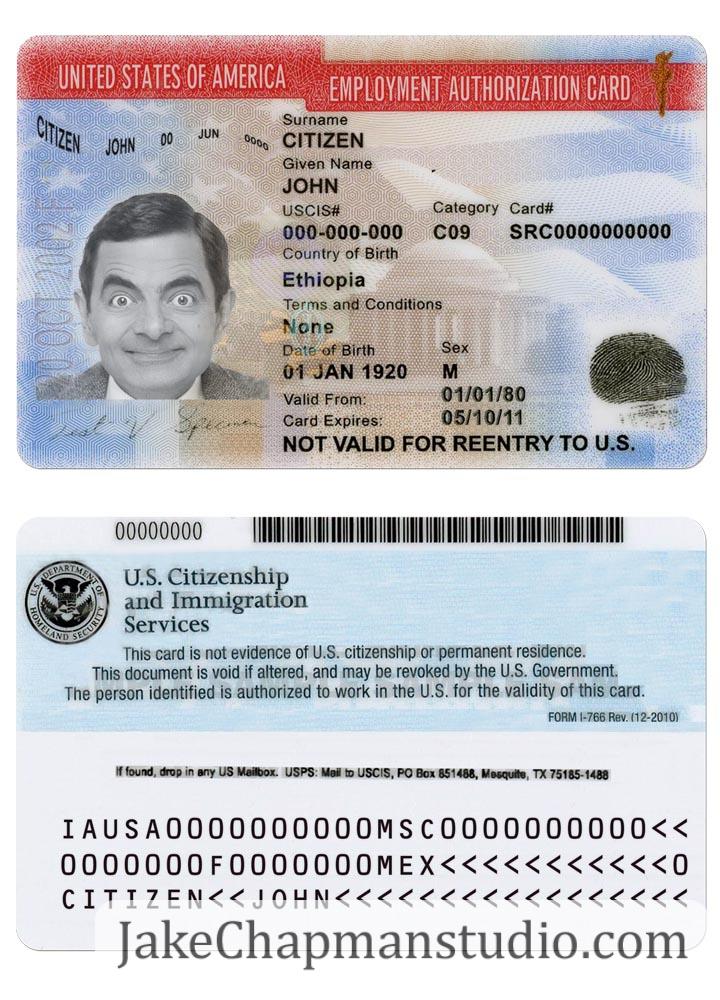 UNITED STATES OF AMERICA
EMPLOYMENT AUTHORIZATION CARD
CITIZEN JOHN 00 JUN 0000
Surname
CITIZEN
Given Name
JOHN
USCIS# Category Card#
000-000-000 C09 SRC0000000000
Country of Birth
Ethiopia
Terms and Conditions
None
Date of Birth Sex
01 JAN 1920 M
Valid From: 01/01/80
Card Expires: 05/10/11
NOT VALID FOR REENTRY TO U.S.
OCT 2002 F
Test V Specimen
00000000
U.S. DEPARTMENT OF HOMELAND SECURITY
U.S. Citizenship
and Immigration
Services
This card is not evidence of U.S. citizenship or permanent residence.
This document is void if altered, and may be revoked by the U.S. Government.
The person identified is authorized to work in the U.S. for the validity of this card.
FORM I-766 Rev. (12-2010)
If found, drop in any US Mailbox. USPS: Mail to USCIS, PO Box 851488, Mesquite, TX 75185-1488
IAUSA0000000000MSC0000000000<<
0000000F0000000MEX<<<<<<<<<<<0
CITIZEN<<JOHN<<<<<<<<<<<<<<<<<
JakeChapmanstudio.com